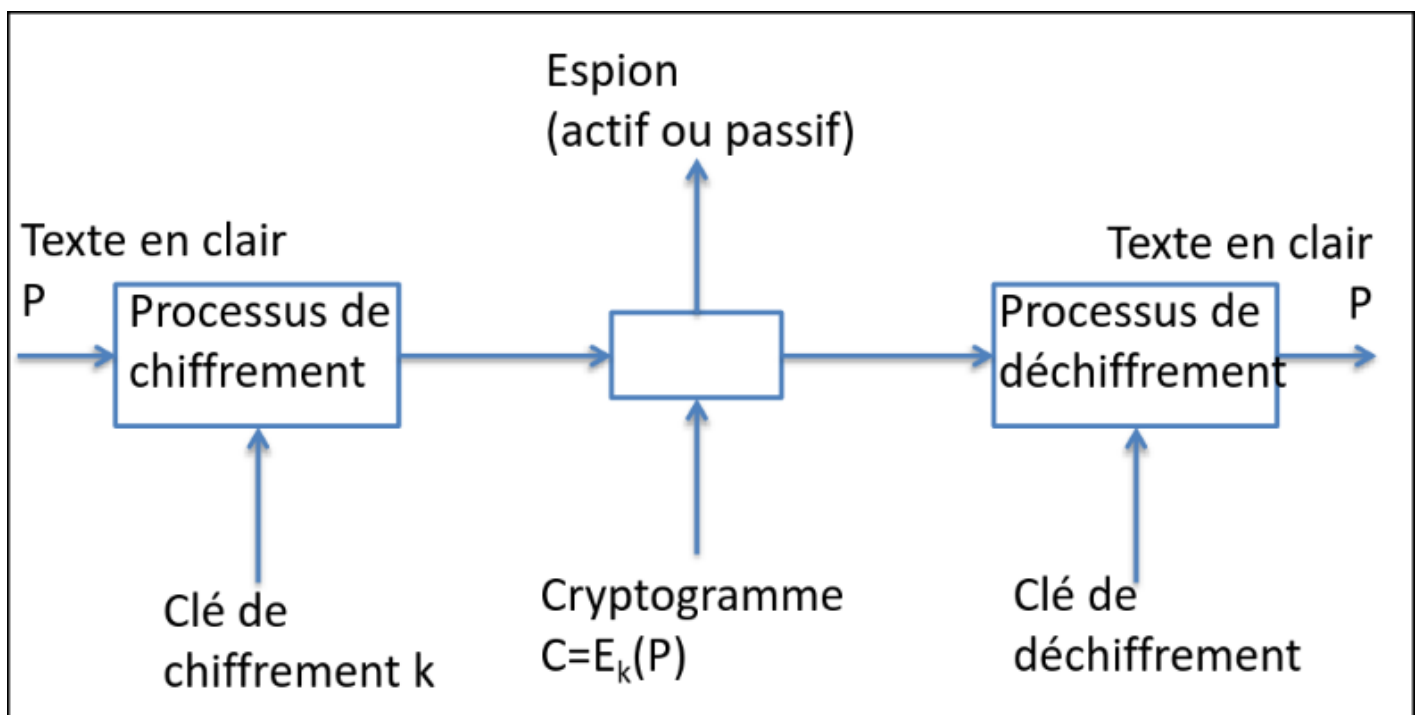 Espion
(actif ou passif)
Texte en clair
P
Texte en clair
P
Processus de
chiffrement
Processus de
déchiffrement
Clé de
chiffrement k
Cryptogramme
C=Eₖ(P)
Clé de
déchiffrement